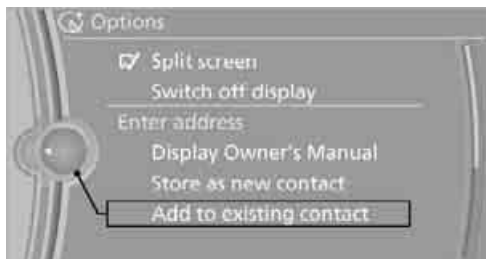 Options
Split screen
Switch off display
Enter address
Display Owner's Manual
Store as new contact
Add to existing contact